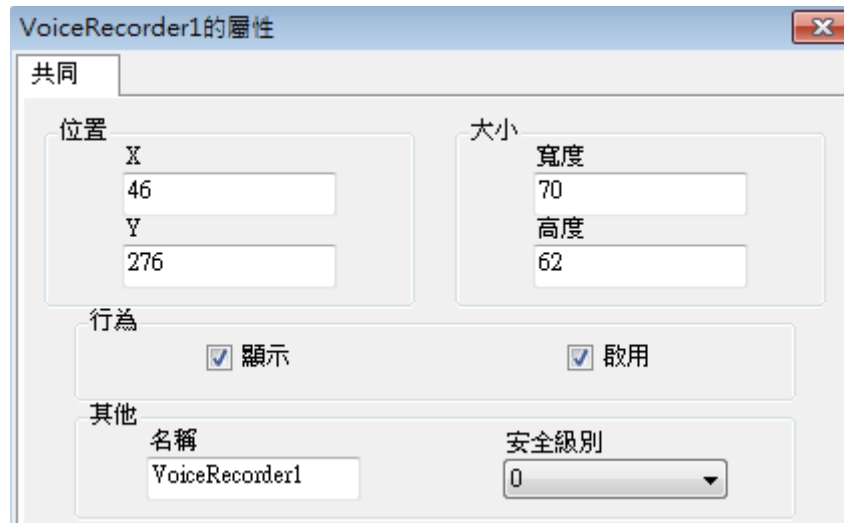 VoiceRecorder1的屬性
共同
位置
X
46
Y
276
大小
寬度
70
高度
62
行為
顯示
啟用
其他
名稱
VoiceRecorder1
安全級別
0